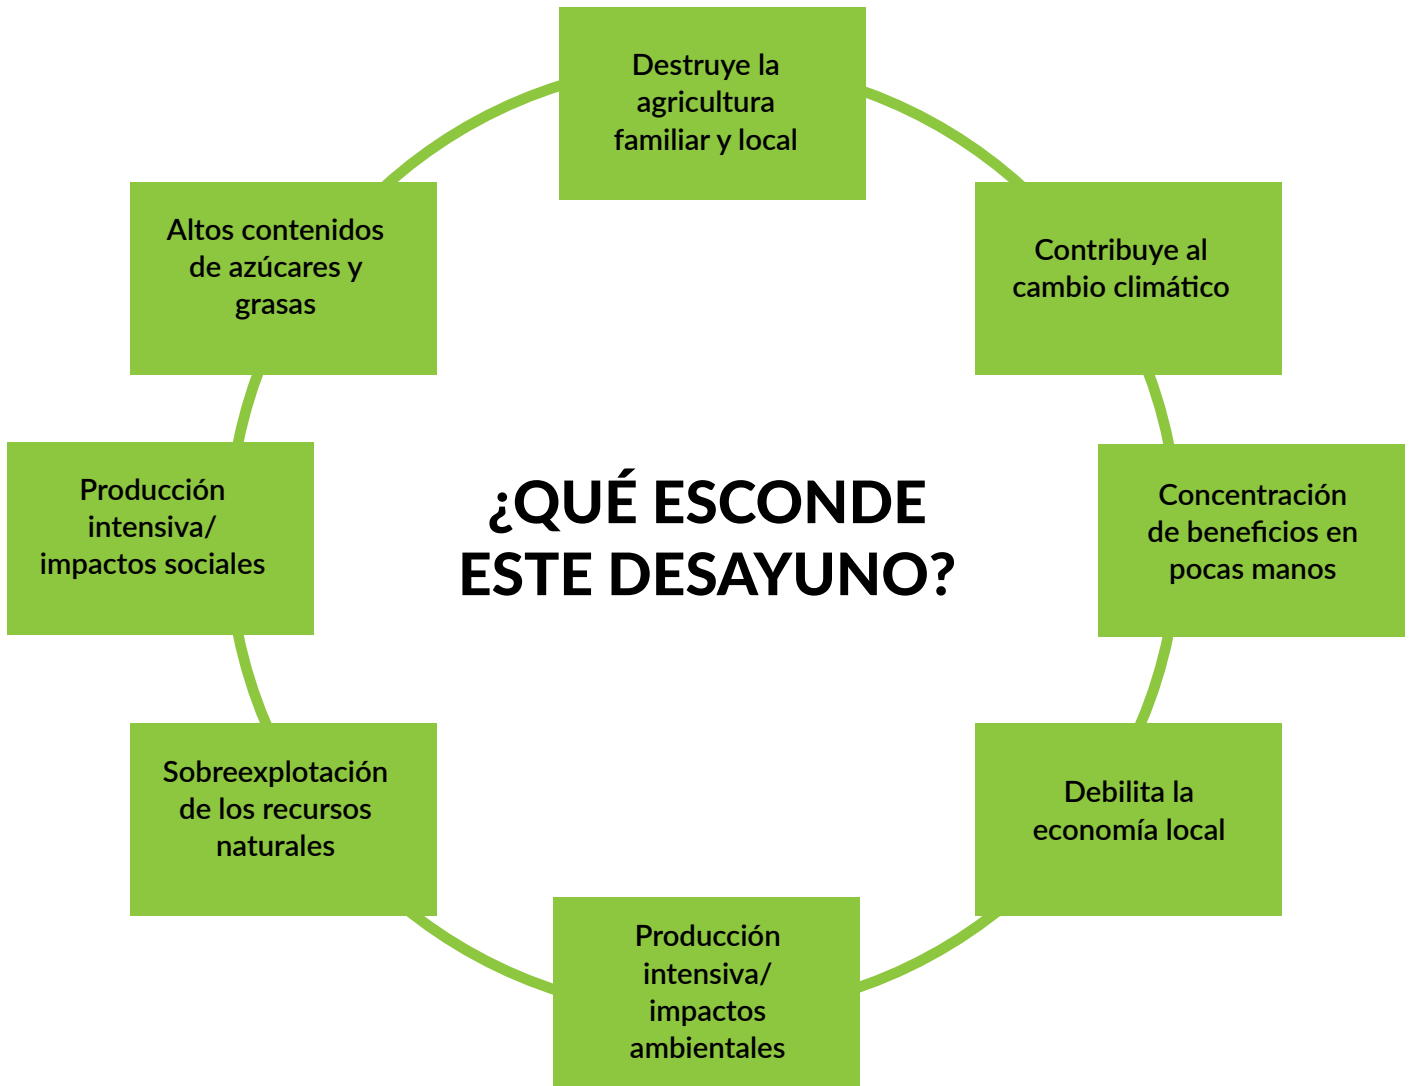 Destruye la
agricultura
familiar y local
Altos contenidos
de azúcares y
grasas
Contribuye al
cambio climático
Producción
intensiva/
impactos sociales
¿QUÉ ESCONDE
ESTE DESAYUNO?
Concentración
de beneficios en
pocas manos
Sobreexplotación
de los recursos
naturales
Debilita la
economía local
Producción
intensiva/
impactos
ambientales